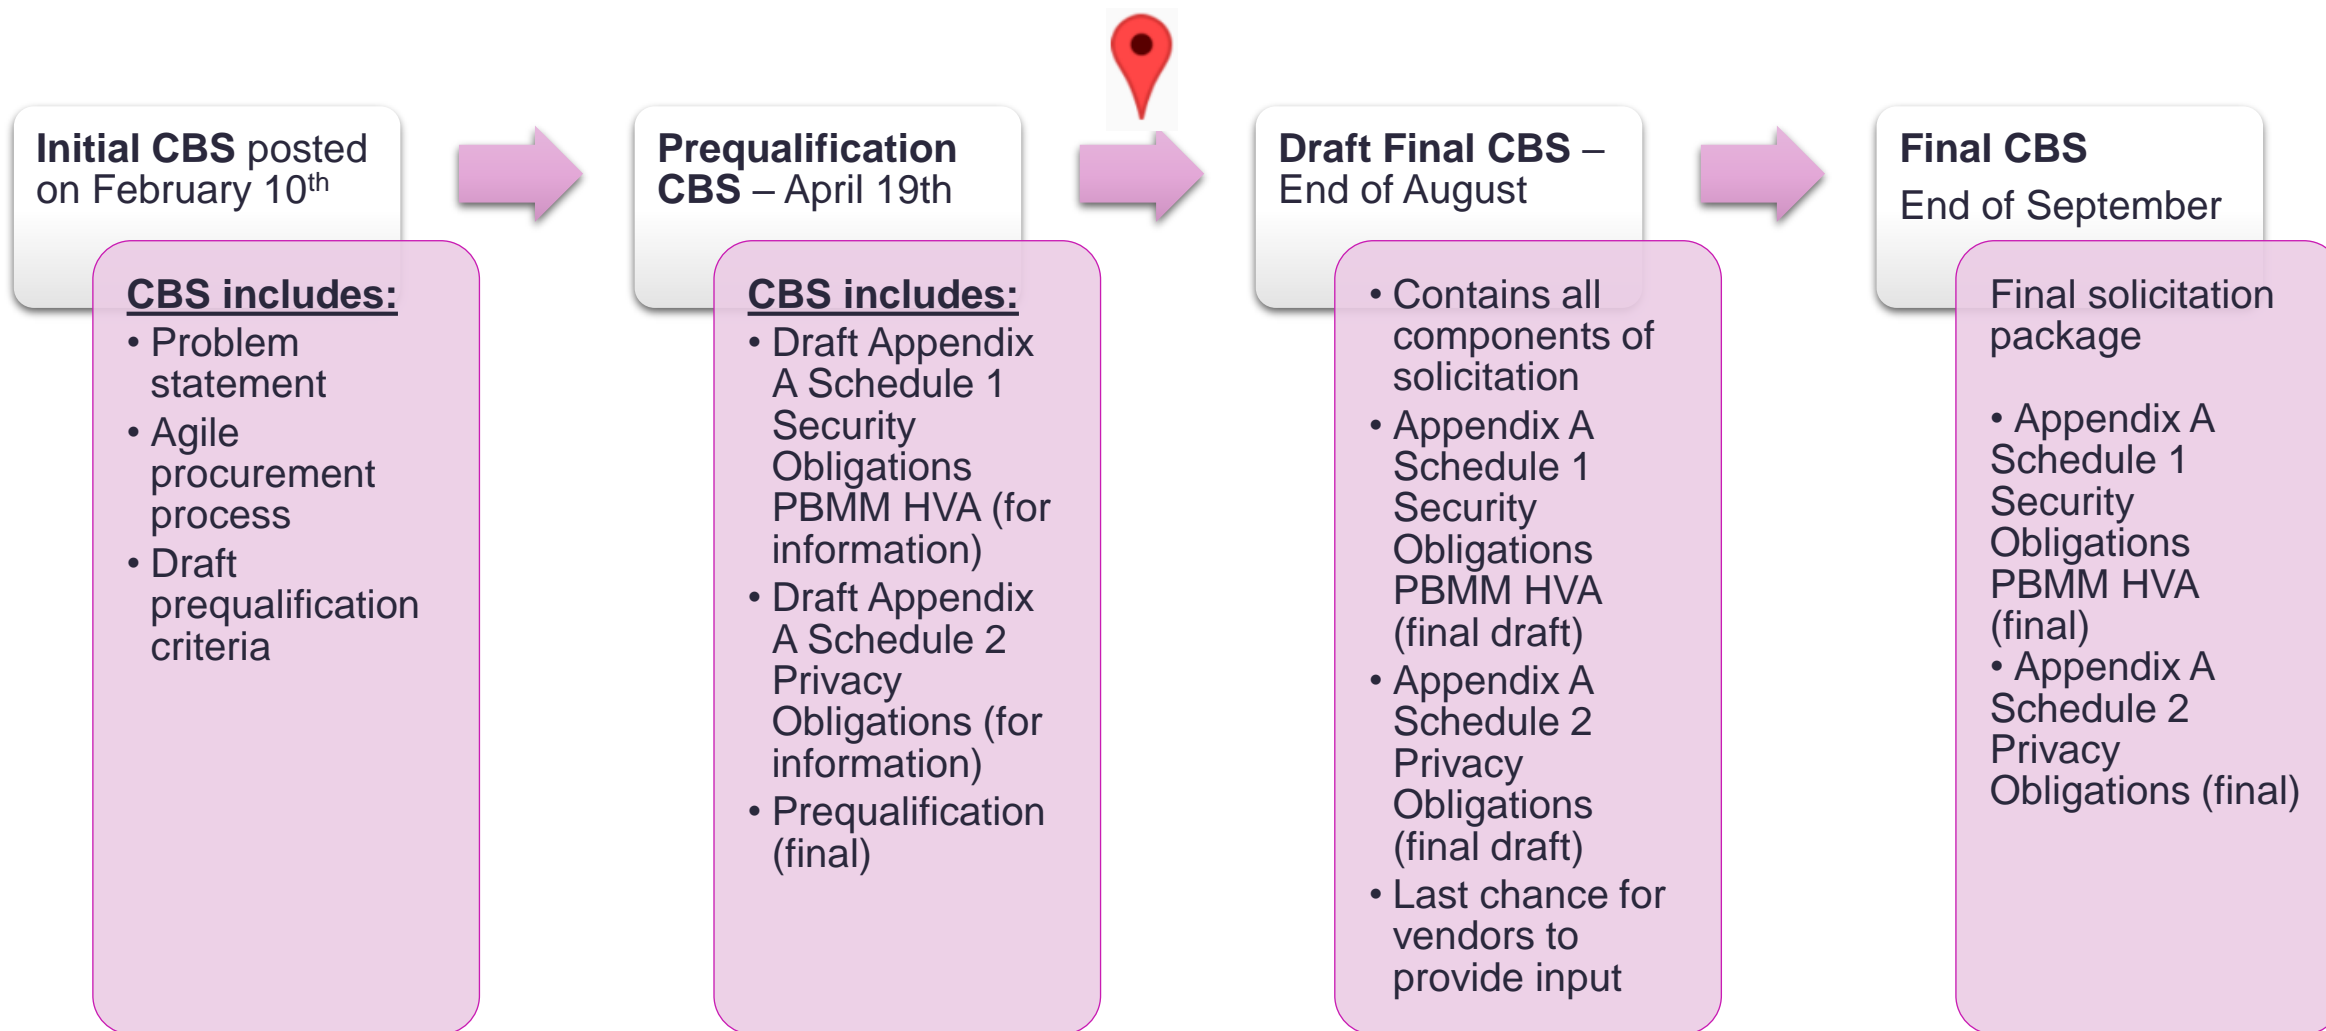 Initial CBS posted
on February 10th
CBS includes:
• Problem
statement
• Agile
procurement
process
• Draft
prequalification
criteria
Prequalification
CBS – April 19th
CBS includes:
• Draft Appendix
A Schedule 1
Security
Obligations
PBMM HVA (for
information)
• Draft Appendix
A Schedule 2
Privacy
Obligations (for
information)
• Prequalification
(final)
Draft Final CBS –
End of August
• Contains all
components of
solicitation
• Appendix A
Schedule 1
Security
Obligations
PBMM HVA
(final draft)
• Appendix A
Schedule 2
Privacy
Obligations
(final draft)
• Last chance for
vendors to
provide input
Final CBS
End of September
Final solicitation
package
• Appendix A
Schedule 1
Security
Obligations
PBMM HVA
(final)
• Appendix A
Schedule 2
Privacy
Obligations (final)